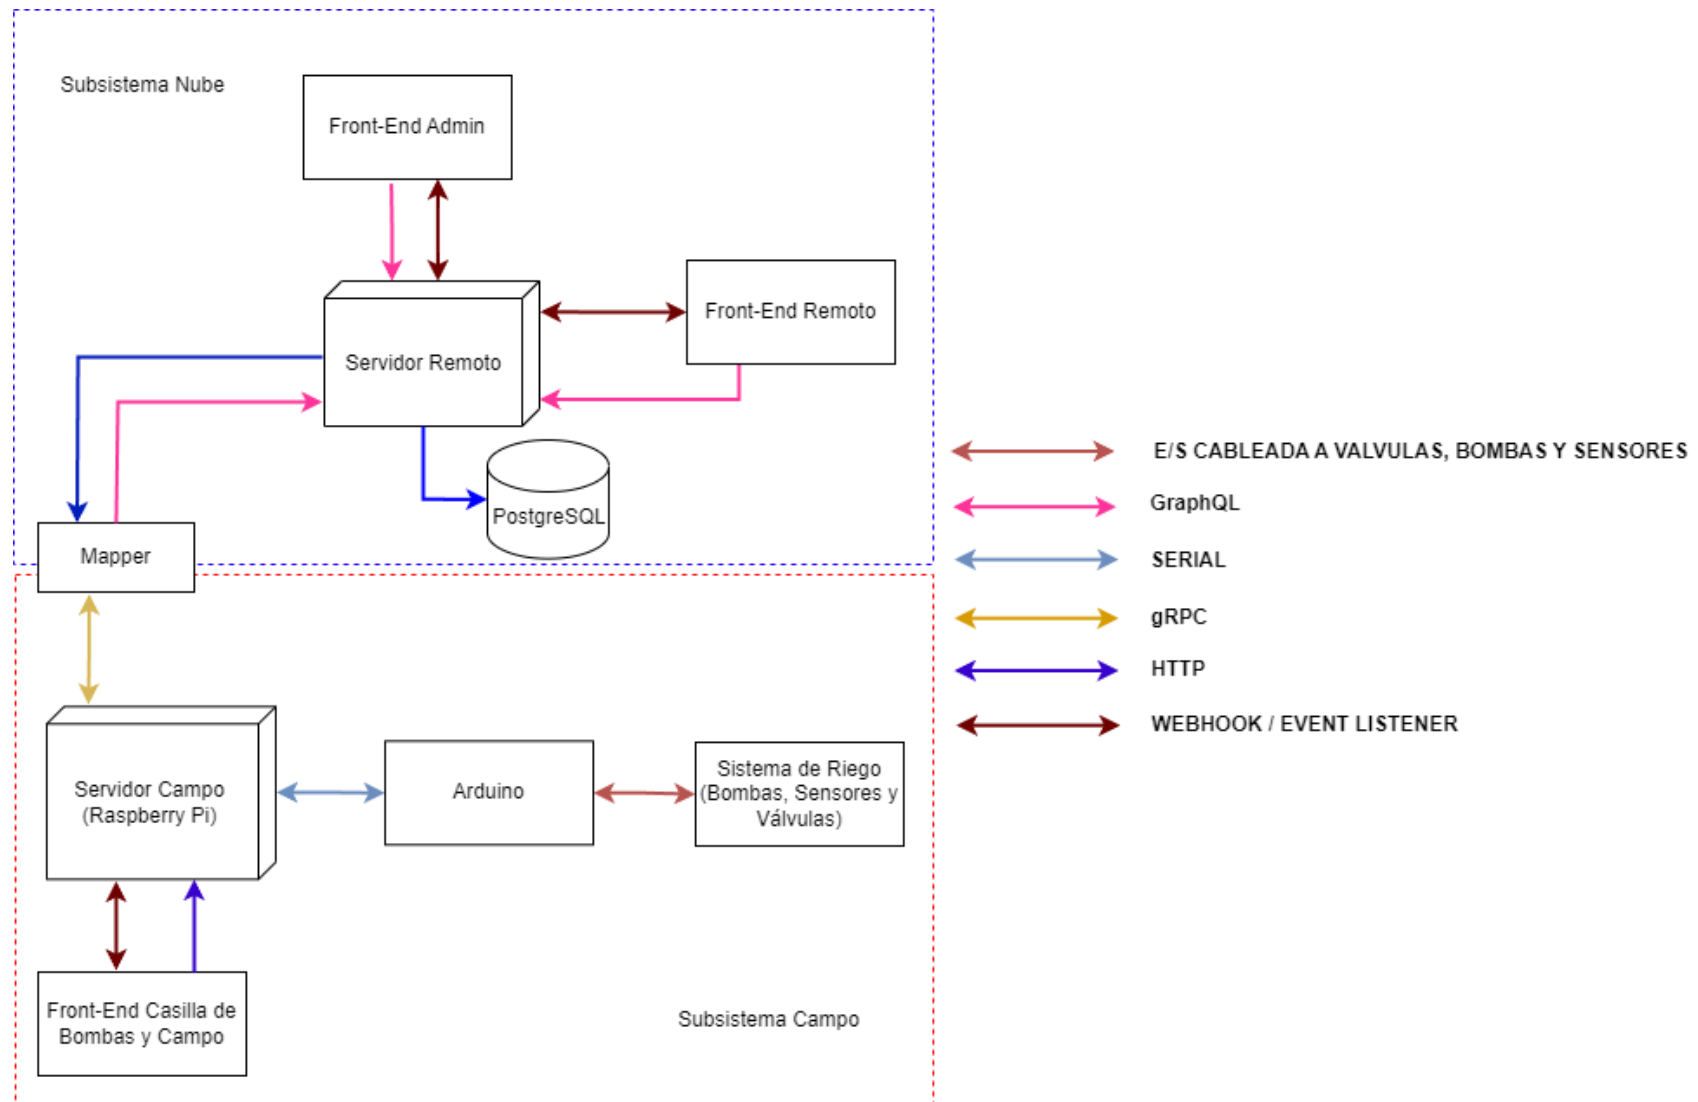 Subsistema Nube
Front-End Admin
Front-End Remoto
Servidor Remoto
PostgreSQL
Mapper
Servidor Campo
(Raspberry Pi)
Arduino
Sistema de Riego
(Bombas, Sensores y
Válvulas)
Front-End Casilla de
Bombas y Campo
Subsistema Campo
E/S CABLEADA A VALVULAS, BOMBAS Y SENSORES
GraphQL
SERIAL
gRPC
HTTP
WEBHOOK / EVENT LISTENER